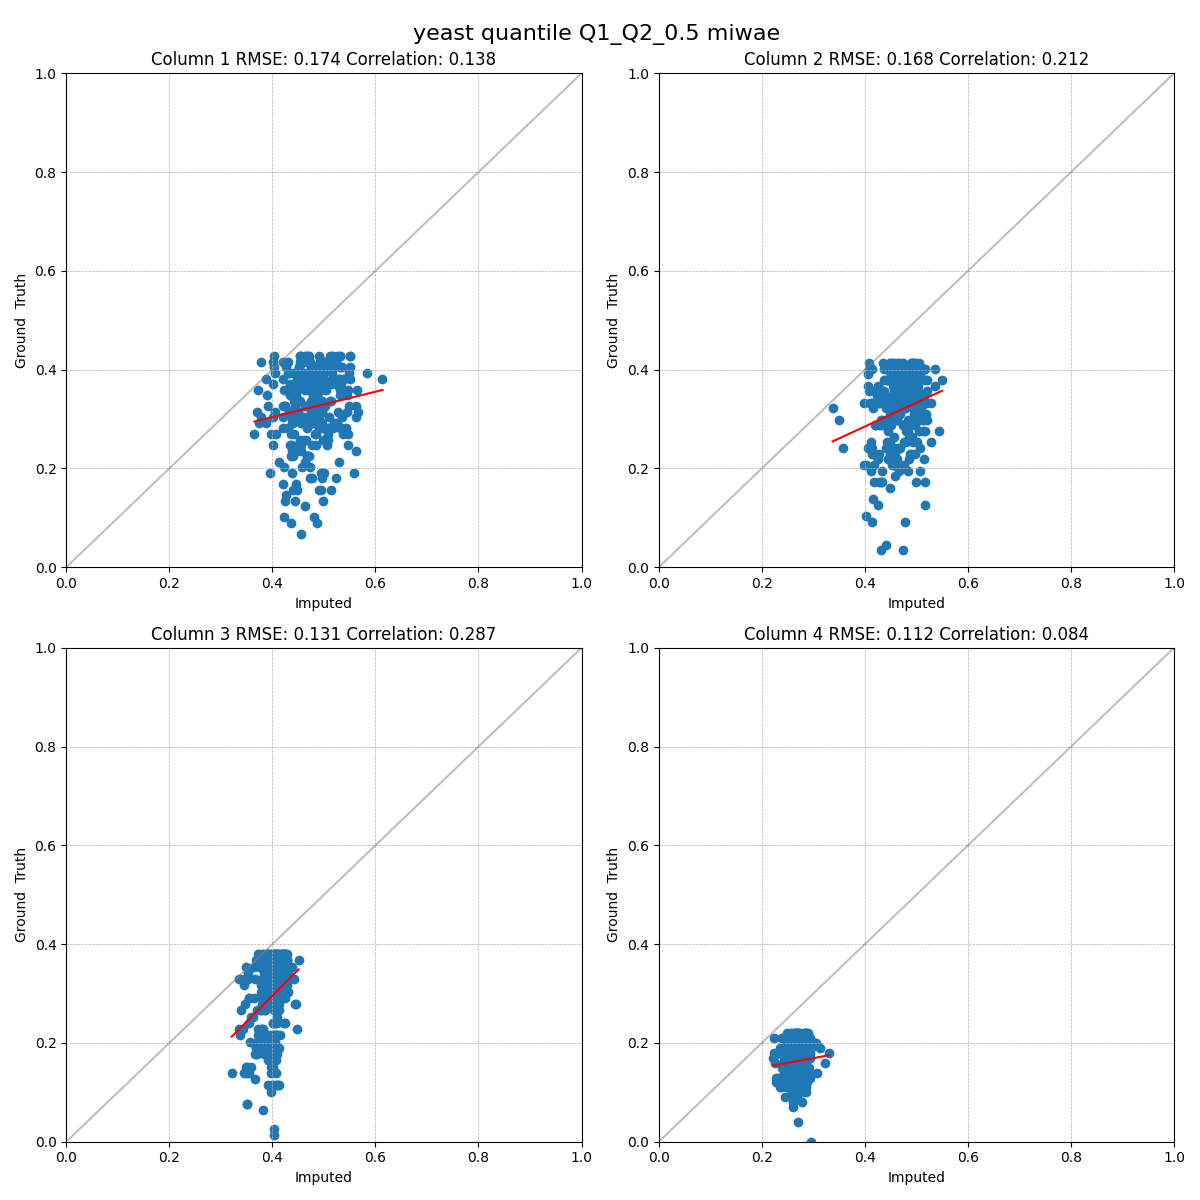 yeast quantile Q1_Q2_0.5 miwae
Column 1 RMSE: 0.174 Correlation: 0.138
Column 2 RMSE: 0.168 Correlation: 0.212
1.0
0.8
0.6
0.4
0.2
0.0
Ground Truth
0.0 0.2 0.4 0.6 0.8 1.0
Imputed
1.0
0.8
0.6
0.4
0.2
0.0
Ground Truth
0.0 0.2 0.4 0.6 0.8 1.0
Imputed
Column 3 RMSE: 0.131 Correlation: 0.287
Column 4 RMSE: 0.112 Correlation: 0.084
1.0
0.8
0.6
0.4
0.2
0.0
Ground Truth
0.0 0.2 0.4 0.6 0.8 1.0
Imputed
1.0
0.8
0.6
0.4
0.2
0.0
Ground Truth
0.0 0.2 0.4 0.6 0.8 1.0
Imputed